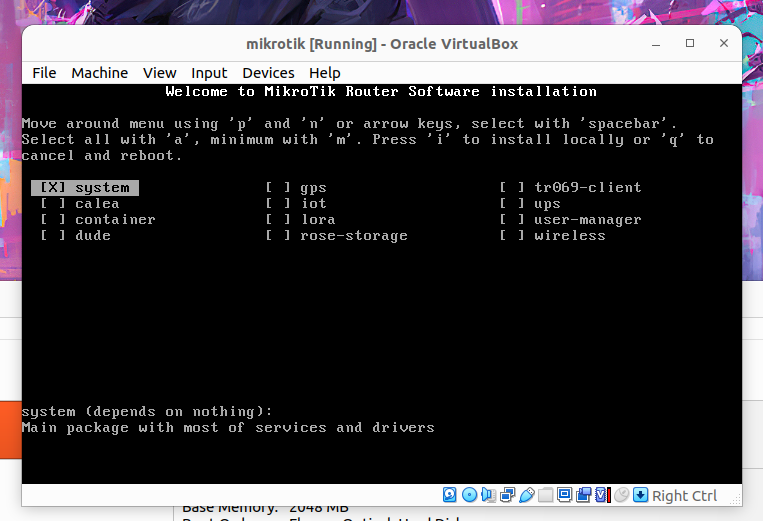 mikrotik [Running] - Oracle VirtualBox
File Machine View Input Devices Help
Welcome to MikroTik Router Software installation
Move around menu using 'p' and 'n' or arrow keys, select with 'spacebar'.
Select all with 'a', minimum with 'm'. Press 'i' to install locally or 'q' to
cancel and reboot.
[X] system [ ] gps [ ] tr069-client
[ ] calea [ ] iot [ ] ups
[ ] container [ ] lora [ ] user-manager
[ ] dude [ ] rose-storage [ ] wireless
system (depends on nothing):
Main package with most of services and drivers
Right Ctrl
Base Memory: 2048 MB